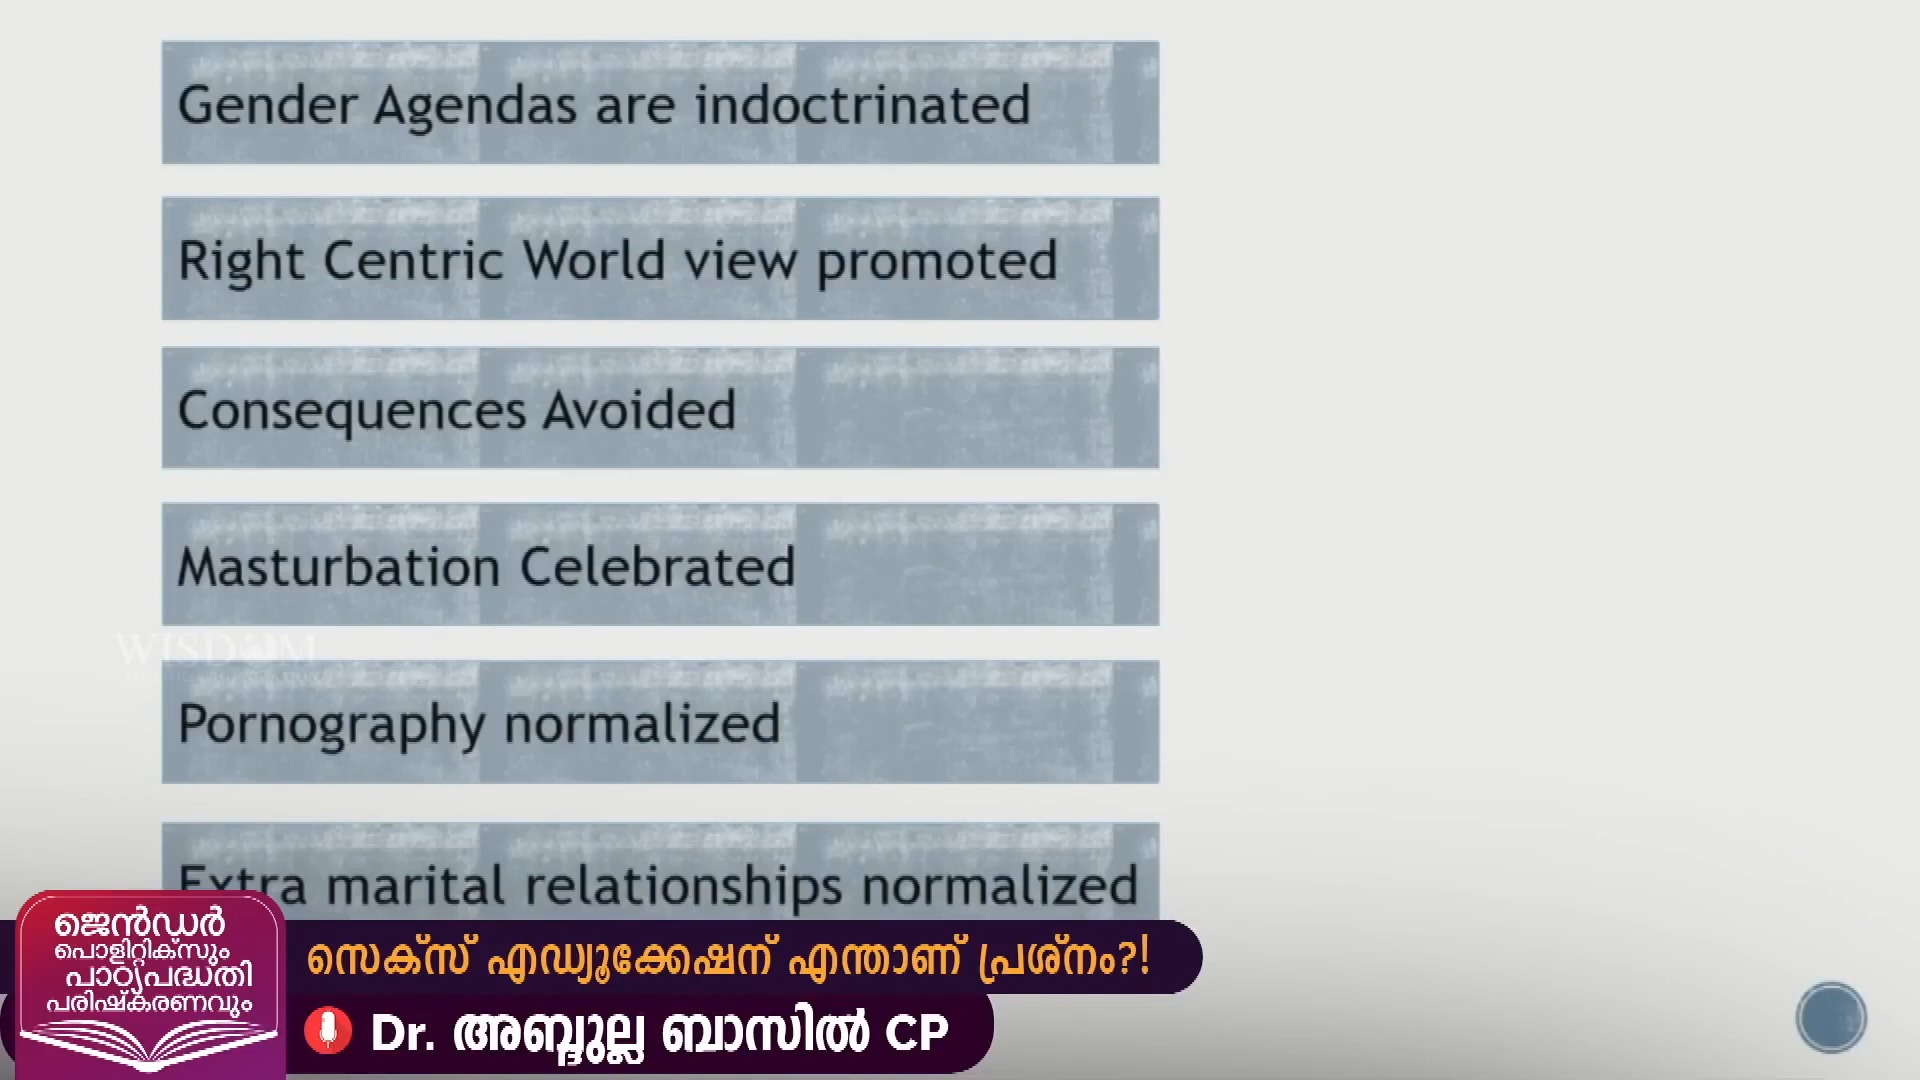 Gender Agendas are indoctrinated
Right Centric World view promoted
Consequences Avoided
Masturbation Celebrated
WISDOM
Pornography normalized
Extra marital relationships normalized
ജെൻഡർ
പൊളിറ്റിക്സും
പാഠ്യപദ്ധതി
പരിഷ്കരണവും
സെക്സ് എഡ്യൂക്കേഷന് എന്താണ് പ്രശ്നം?!
Dr. അബ്ദുല്ല ബാസിൽ CP